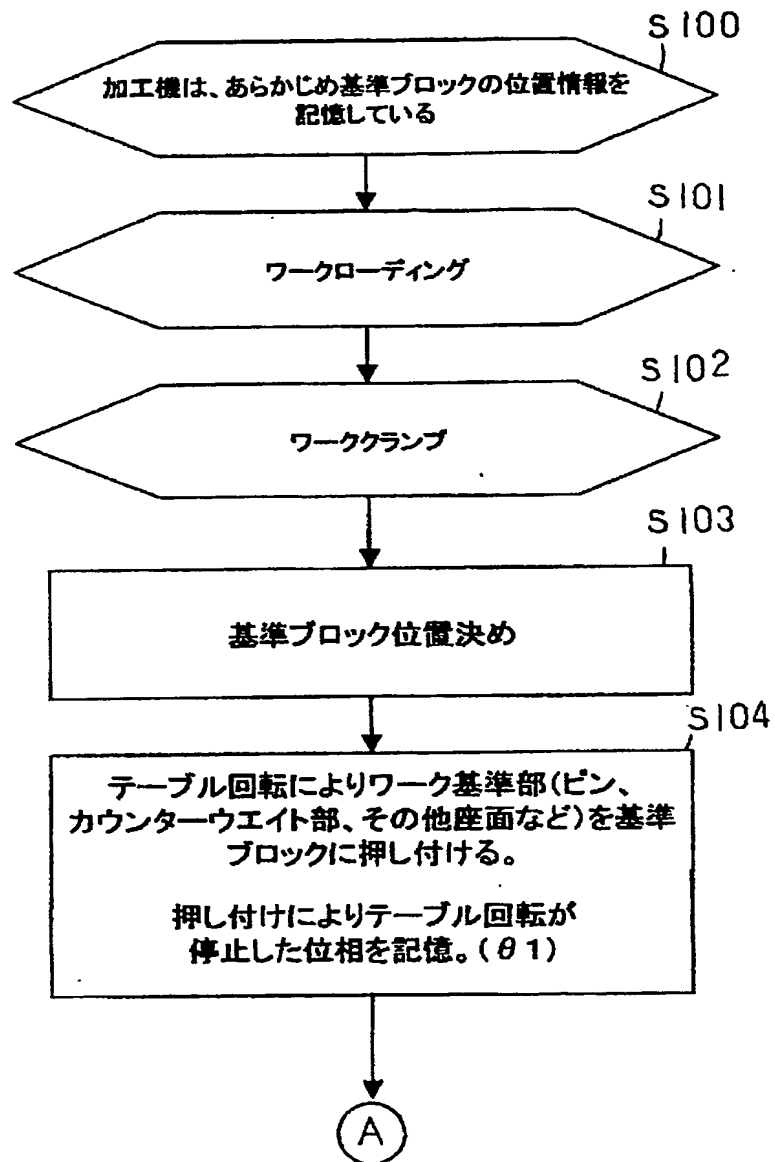 S100
加工機は、あらかじめ基準ブロックの位置情報を
記憶している
S101
ワークローディング
S102
ワーククランプ
S103
基準ブロック位置決め
S104
テーブル回転によりワーク基準部(ピン、
カウンターウエイト部、その他座面など)を基準
ブロックに押し付ける。
押し付けによりテーブル回転が
停止した位相を記憶。(θ1)
A